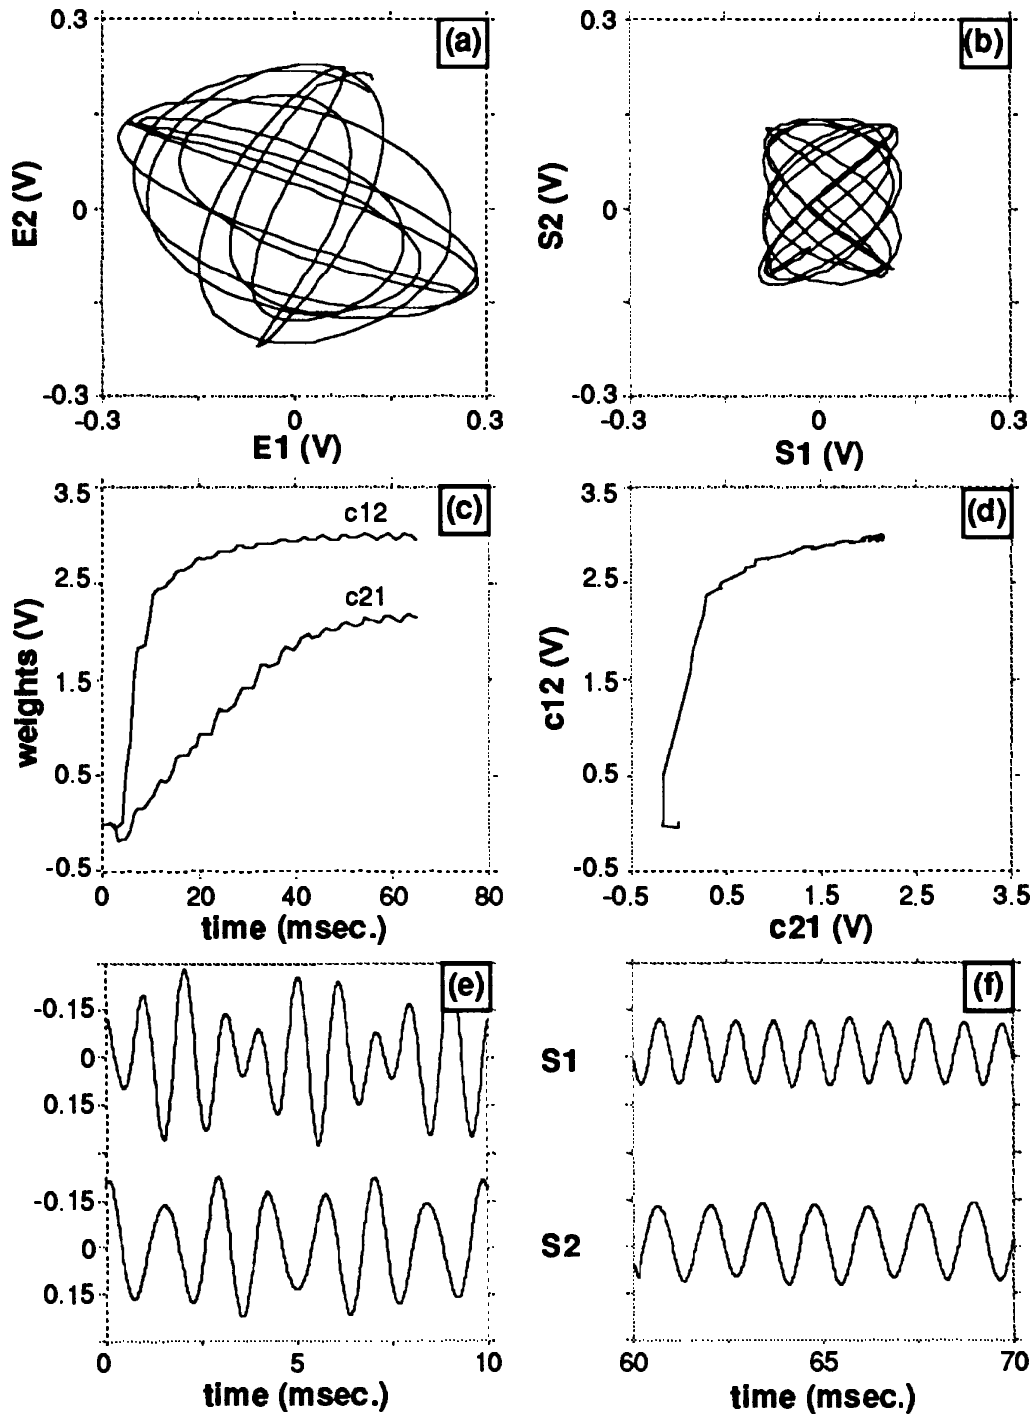 0.3 (a)
E2 (V)
0
-0.3
-0.3 0 0.3
E1 (V)
0.3 (b)
S2 (V)
0
-0.3
-0.3 0 0.3
S1 (V)
3.5 (c)
c12
2.5
c21
weights (V)
1.5
0.5
-0.5
0 20 40 60 80
time (msec.)
3.5 (d)
2.5
c12 (V)
1.5
0.5
-0.5
-0.5 0.5 1.5 2.5 3.5
c21 (V)
(e)
-0.15
0
0.15
-0.15
0
0.15
0 5 10
time (msec.)
(f)
S1
S2
60 65 70
time (msec.)